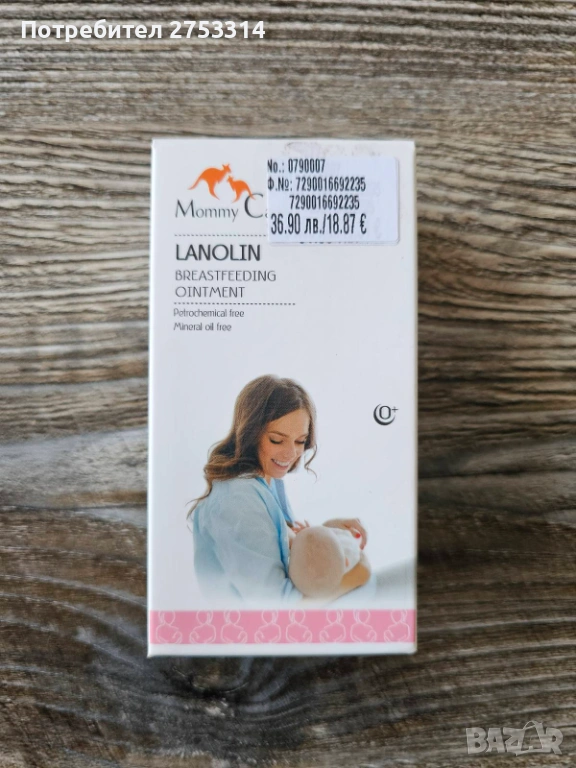 Потребител 2753314
No.: 0790007
Ф.№: 7290016692235
7290016692235
36.90 лв./18.87 €
Mommy
LANOLIN
BREASTFEEDING
OINTMENT
Petrochemical free
Mineral oil free
0+
BAZAR